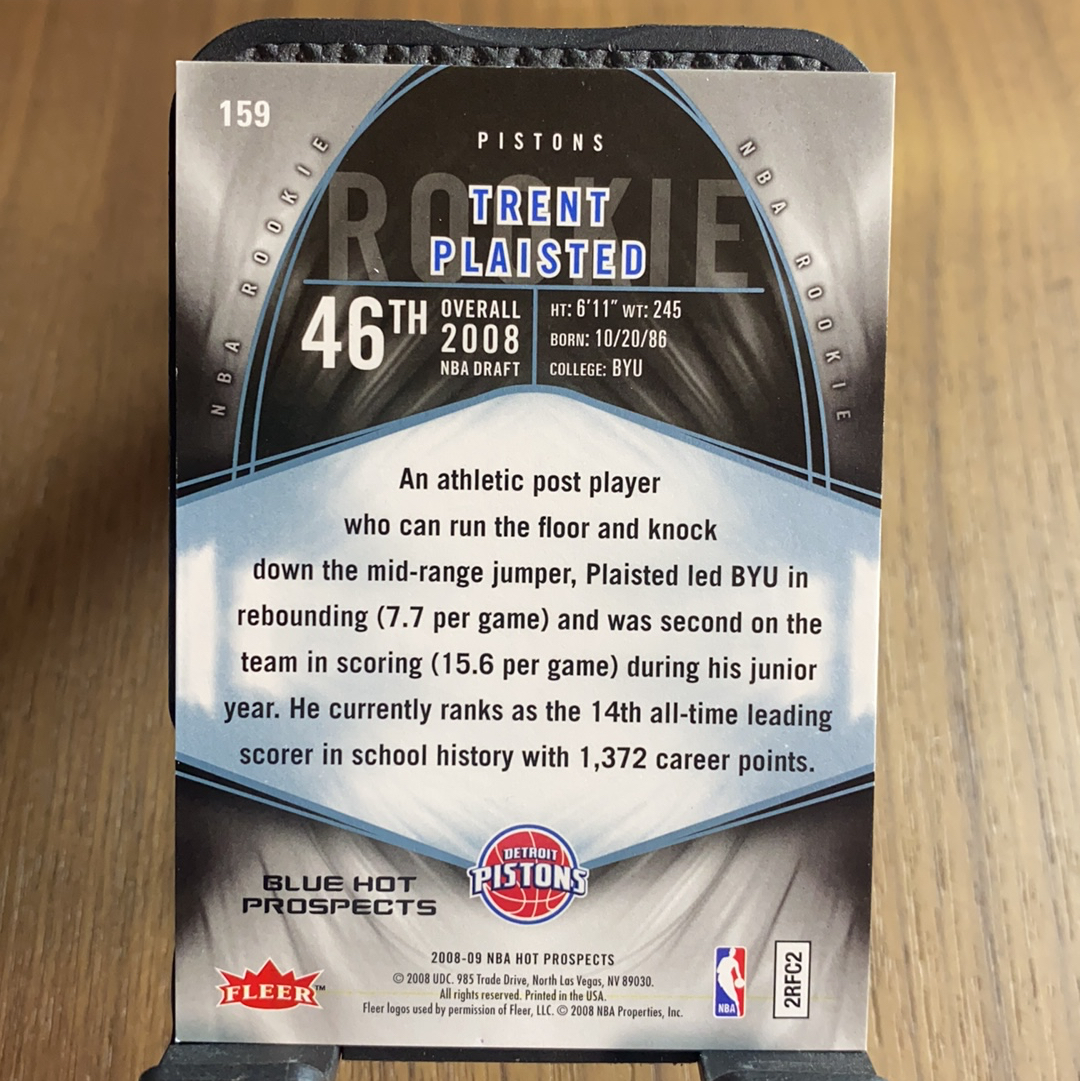 159
PISTONS
NBA ROOKIE
NBA ROOKIE
ROOKIE
TRENT
PLAISTED
46TH
OVERALL
2008
NBA DRAFT
HT: 6'11" WT: 245
BORN: 10/20/86
COLLEGE: BYU
An athletic post player
who can run the floor and knock
down the mid-range jumper, Plaisted led BYU in
rebounding (7.7 per game) and was second on the
team in scoring (15.6 per game) during his junior
year. He currently ranks as the 14th all-time leading
scorer in school history with 1,372 career points.
DETROIT
PISTONS
BLUE HOT
PROSPECTS
2008-09 NBA HOT PROSPECTS
© 2008 UDC. 985 Trade Drive, North Las Vegas, NV 89030.
All rights reserved. Printed in the USA.
Fleer logos used by permission of Fleer, LLC. © 2008 NBA Properties, Inc.
FLEER™
NBA
2RFC2